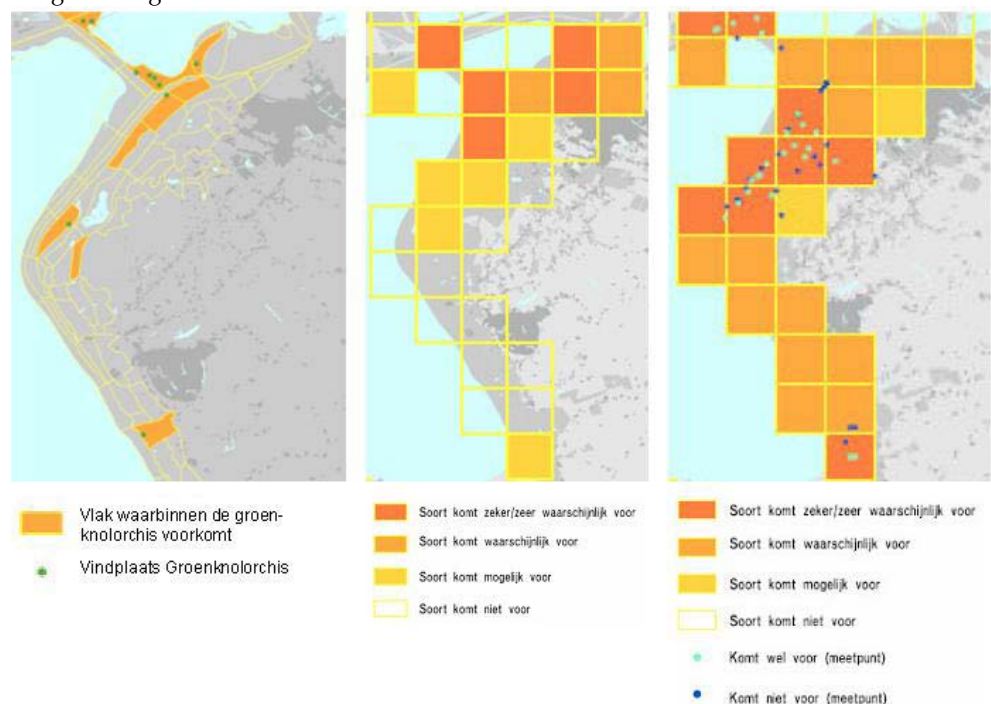 Vlak waarbinnen de groen-
knolorchis voorkomt
Vindplaats Groenknolorchis
Soort komt zeker/zeer waarschijnlijk voor
Soort komt waarschijnlijk voor
Soort komt mogelijk voor
Soort komt niet voor
Soort komt zeker/zeer waarschijnlijk voor
Soort komt waarschijnlijk voor
Soort komt mogelijk voor
Soort komt niet voor
Komt wel voor (meetpunt)
Komt niet voor (meetpunt)